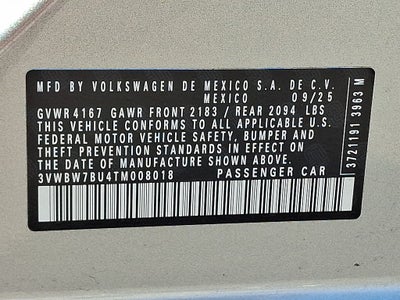 MFD BY VOLKSWAGEN DE MEXICO S.A. DE C.V.
MEXICO 09/25
GVWR 4167 GAWR FRONT 2183 / REAR 2094 LBS
THIS VEHICLE CONFORMS TO ALL APPLICABLE U.S.
FEDERAL MOTOR VEHICLE SAFETY, BUMPER AND
THEFT PREVENTION STANDARDS IN EFFECT ON
THE DATE OF MANUFACTURE SHOWN ABOVE.
3VWBW7BU4TM008018 PASSENGER CAR
37211191 3963 M